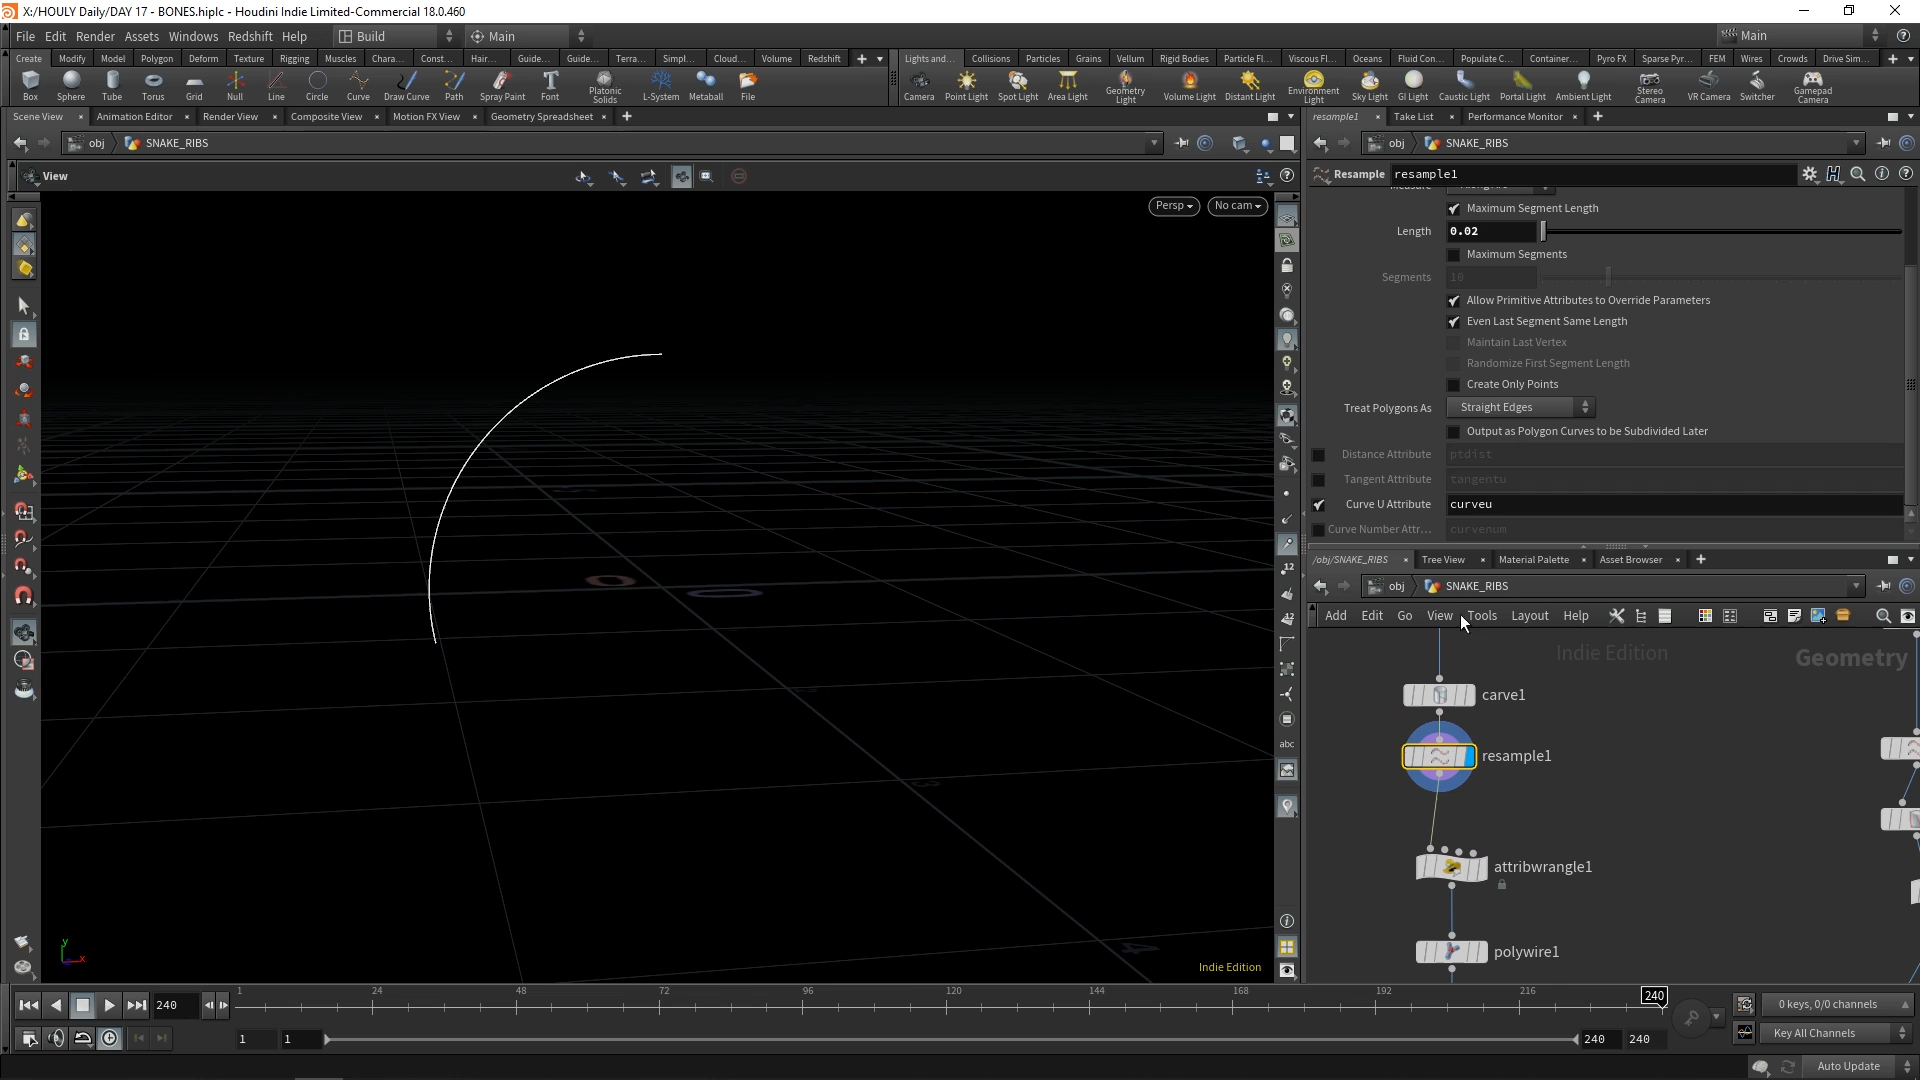 X:/HOULY Daily/DAY 17 - BONES.hiplc - Houdini Indie Limited-Commercial 18.0.460
File Edit Render Assets Windows Redshift Help Build Main Main
Create Modify Model Polygon Deform Texture Rigging Muscles Chara... Const... Hair... Guide... Guide... Terra... Simpl... Cloud... Volume Redshift
Lights and... Collisions Particles Grains Vellum Rigid Bodies Particle Fl... Viscous Fl... Oceans Fluid Con... Populate C... Container... Pyro FX Sparse Pyr... FEM Wires Crowds Drive Sim...
Box Sphere Tube Torus Grid Null Line Circle Curve Draw Curve Path Spray Paint Font Platonic Solids L-System Metaball File
Camera Point Light Spot Light Area Light Geometry Light Volume Light Distant Light Environment Light Sky Light GI Light Caustic Light Portal Light Ambient Light Stereo Camera VR Camera Switcher Gamepad Camera
Scene View Animation Editor Render View Composite View Motion FX View Geometry Spreadsheet
resample1 Take List Performance Monitor
obj SNAKE_RIBS
obj SNAKE_RIBS
View
Resample resample1
Persp No cam
Maximum Segment Length
Length 0.02
Maximum Segments
Segments 10
Allow Primitive Attributes to Override Parameters
Even Last Segment Same Length
Maintain Last Vertex
Randomize First Segment Length
Create Only Points
Treat Polygons As Straight Edges
Output as Polygon Curves to be Subdivided Later
Distance Attribute ptdist
Tangent Attribute tangentu
Curve U Attribute curveu
Curve Number Attr... curvenum
/obj/SNAKE_RIBS Tree View Material Palette Asset Browser
obj SNAKE_RIBS
Add Edit Go View Tools Layout Help
Indie Edition
Geometry
carve1
resample1
attribwrangle1
polywire1
0 0
12
12
abc
y
x
Indie Edition
240 1 24 48 72 96 120 144 168 192 216 240
0 keys, 0/0 channels
1 1 240 240
Key All Channels
Auto Update